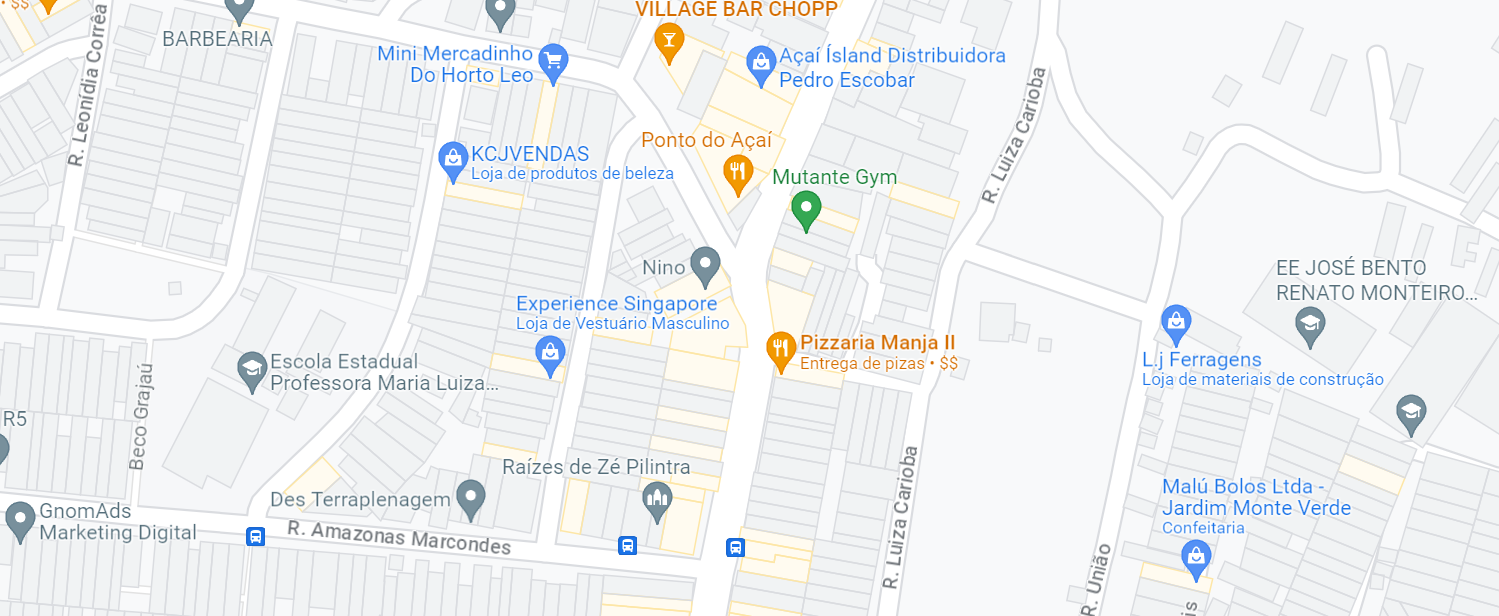 • $$
VILLAGE BAR CHOPP
BARBEARIA
R. Leonídia Corrêa
Mini Mercadinho
Do Horto Leo
Açaí Ísland Distribuidora
Pedro Escobar
R. Luiza Carioba
Ponto do Açaí
KCJVENDAS
Loja de produtos de beleza
Mutante Gym
Nino
EE JOSÉ BENTO
RENATO MONTEIRO...
Experience Singapore
Loja de Vestuário Masculino
Pizzaria Manja II
Entrega de pizas • $$
Escola Estadual
Professora Maria Luiza...
L.j Ferragens
Loja de materiais de construção
Beco Grajaú
R5
R. Luiza Carioba
Raízes de Zé Pilintra
Des Terraplenagem
Malú Bolos Ltda -
Jardim Monte Verde
Confeitaria
GnomAds
Marketing Digital
R. Amazonas Marcondes
R. União
is